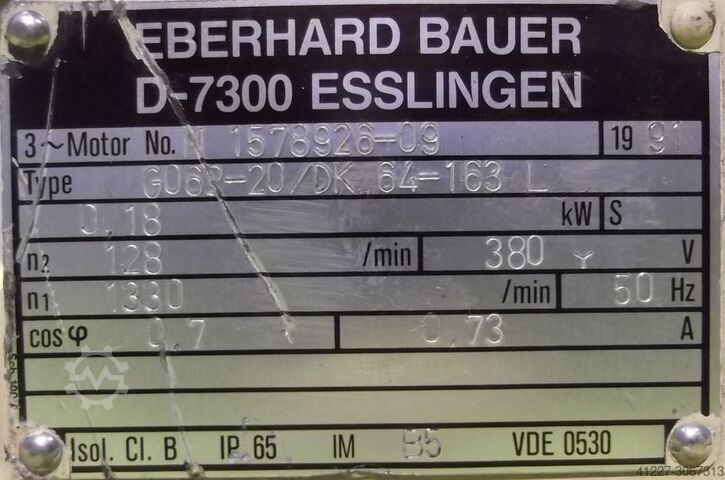 EBERHARD BAUER
D-7300 ESSLINGEN
3~Motor No. N 1578926-09 19 91
Type G062-20/DK 64-163 L
0,18 kW S
n2 128 /min 380 Y V
n1 1330 /min 50 Hz
cos φ 0,7 0,73 A
Isol. Cl. B IP 65 IM B5 VDE 0530
41227-3067313